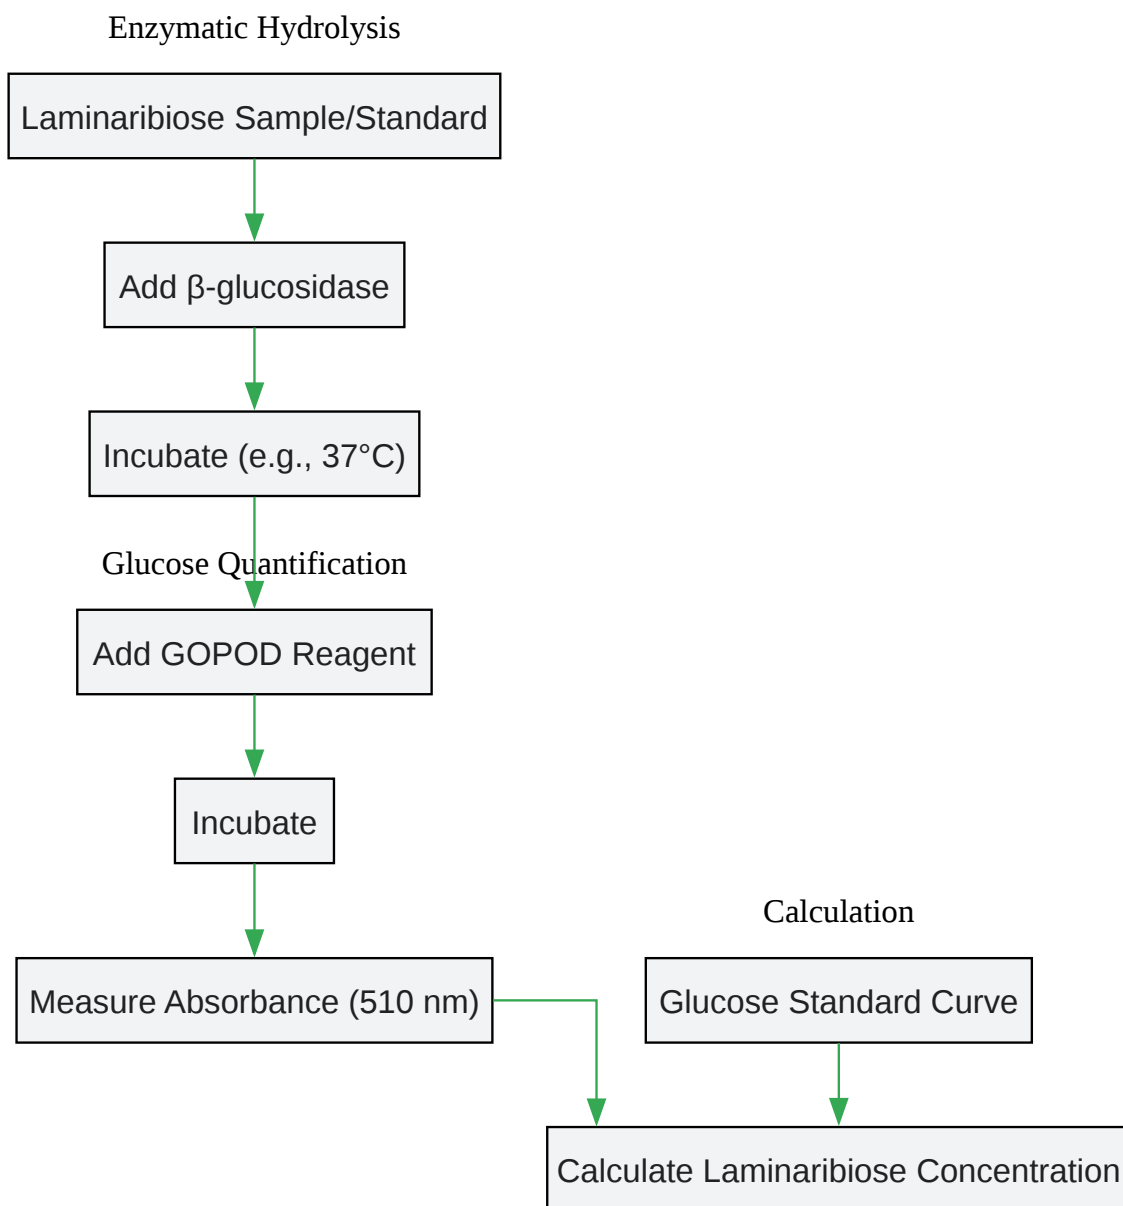 Enzymatic Hydrolysis
Laminaribiose Sample/Standard
Add β-glucosidase
Incubate (e.g., 37°C)
Glucose Quantification
Add GOPOD Reagent
Incubate
Measure Absorbance (510 nm)
Calculation
Glucose Standard Curve
Calculate Laminaribiose Concentration